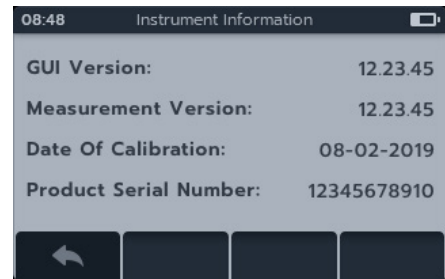 08:48 Instrument Information
GUI Version: 12.23.45
Measurement Version: 12.23.45
Date Of Calibration: 08-02-2019
Product Serial Number: 12345678910